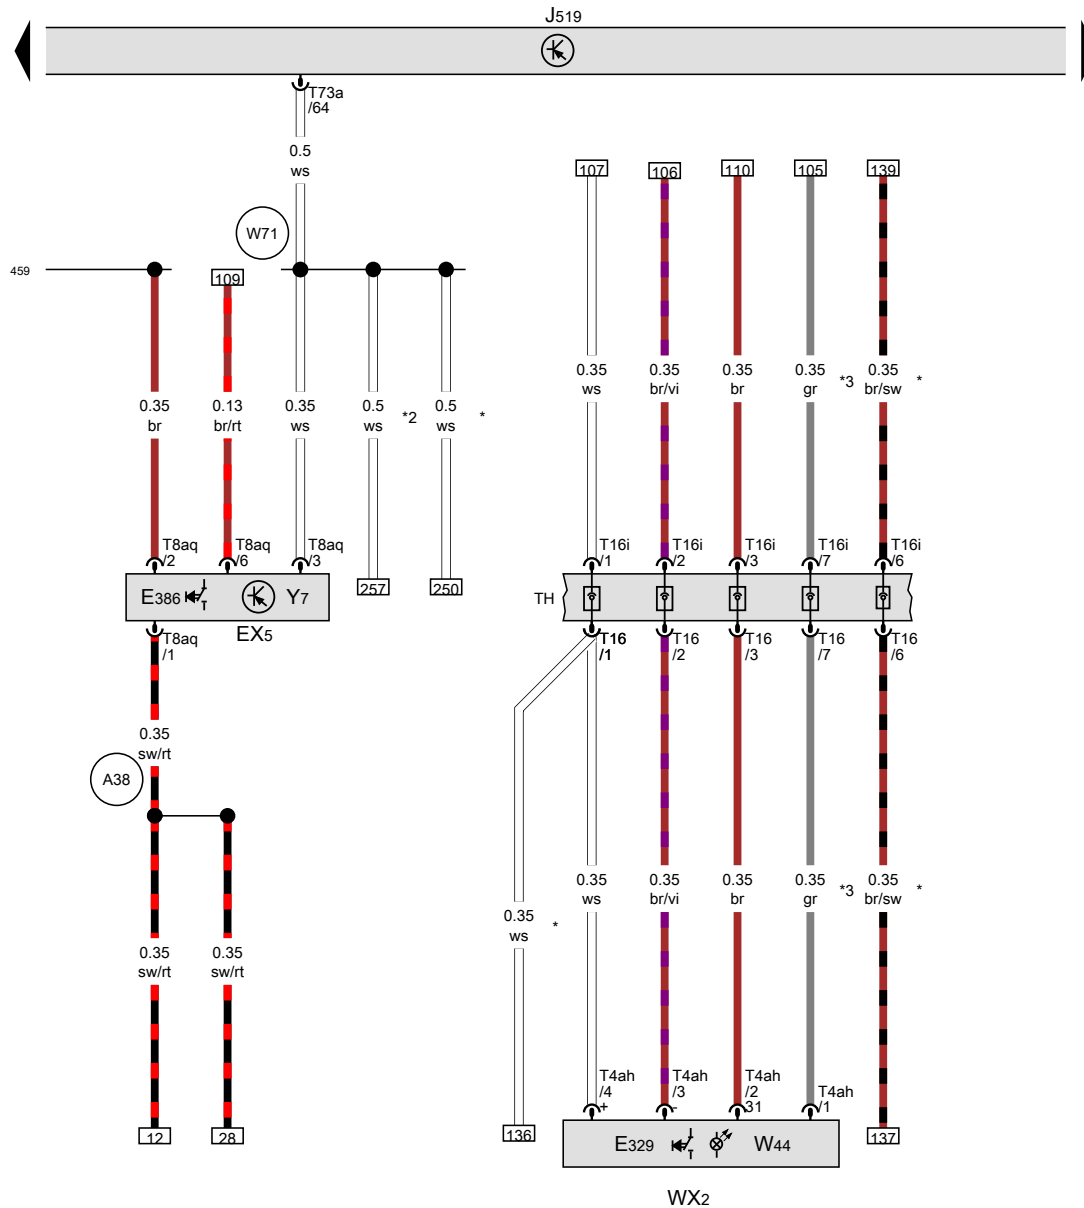 J519
T73a
/64
0.5
ws
107
106
110
105
139
W71
459
109
0.35
ws
0.35
br/vi
0.35
br
0.35
gr
*3
0.35
br/sw
*
0.35
br
0.13
br/rt
0.35
ws
0.5
ws
*2
0.5
ws
*
T8aq
/2
T8aq
/6
T8aq
/3
T16i
/1
T16i
/2
T16i
/3
T16i
/7
T16i
/6
E386
Y7
257
250
TH
EX5
T8aq
/1
T16
/1
T16
/2
T16
/3
T16
/7
T16
/6
0.35
sw/rt
A38
0.35
ws
0.35
br/vi
0.35
br
0.35
gr
*3
0.35
br/sw
*
0.35
ws
*
0.35
sw/rt
0.35
sw/rt
T4ah
/4
+
T4ah
/3
-
T4ah
/2
31
T4ah
/1
12
28
136
E329
W44
137
WX2